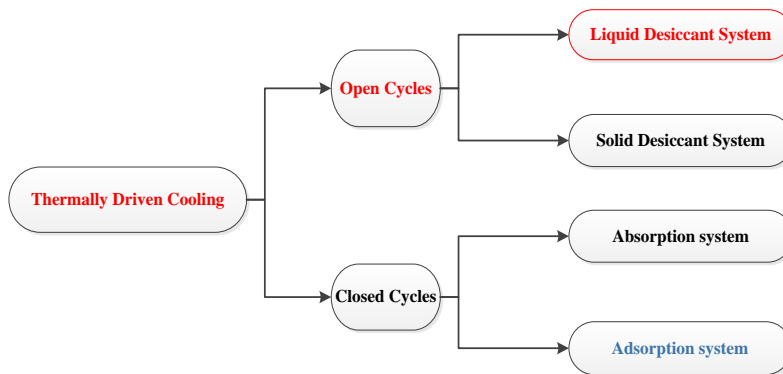 Liquid Desiccant System
Open Cycles
Solid Desiccant System
Thermally Driven Cooling
Absorption system
Closed Cycles
Adsorption system